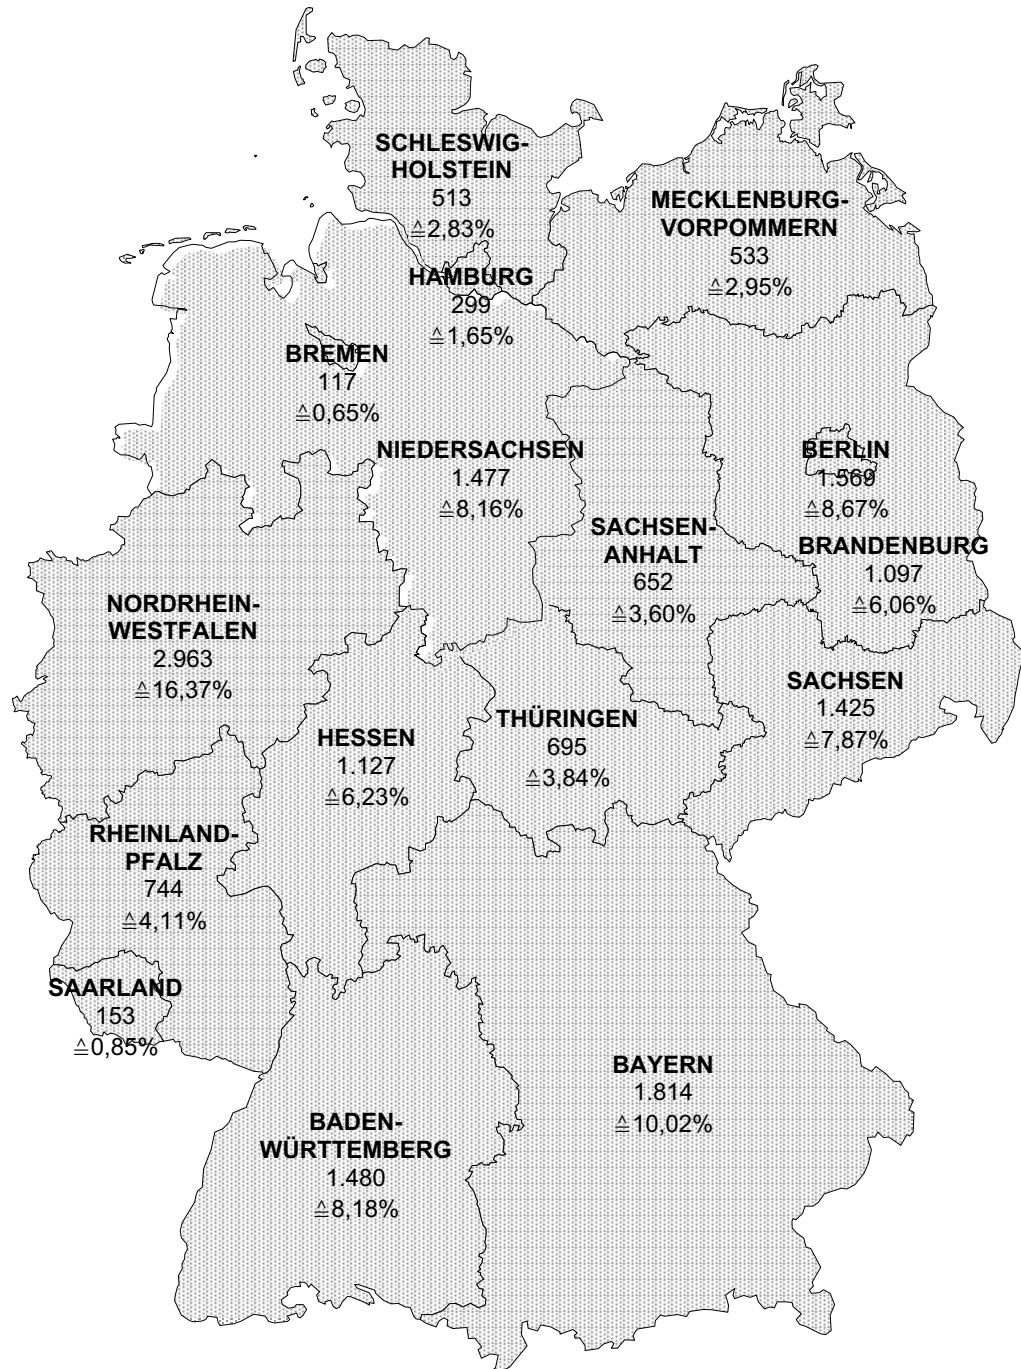 SCHLESWIG-
HOLSTEIN
513
≙2,83%
MECKLENBURG-
VORPOMMERN
533
≙2,95%
HAMBURG
299
≙1,65%
BREMEN
117
≙0,65%
NIEDERSACHSEN
1.477
≙8,16%
BERLIN
1.569
≙8,67%
SACHSEN-
ANHALT
652
≙3,60%
BRANDENBURG
1.097
≙6,06%
NORDRHEIN-
WESTFALEN
2.963
≙16,37%
SACHSEN
1.425
≙7,87%
THÜRINGEN
695
≙3,84%
HESSEN
1.127
≙6,23%
RHEINLAND-
PFALZ
744
≙4,11%
SAARLAND
153
≙0,85%
BAYERN
1.814
≙10,02%
BADEN-
WÜRTTEMBERG
1.480
≙8,18%